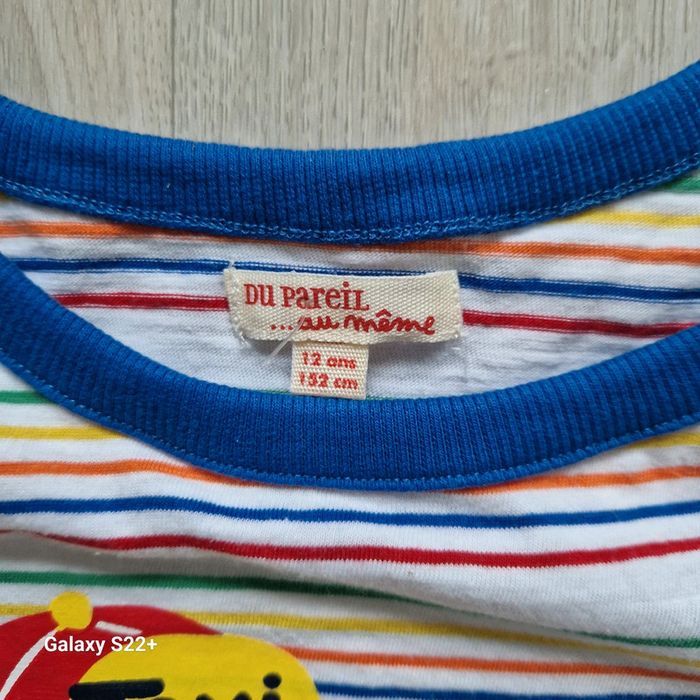 DU PAREIL
...au même
12 ans
152 cm
Galaxy S22+